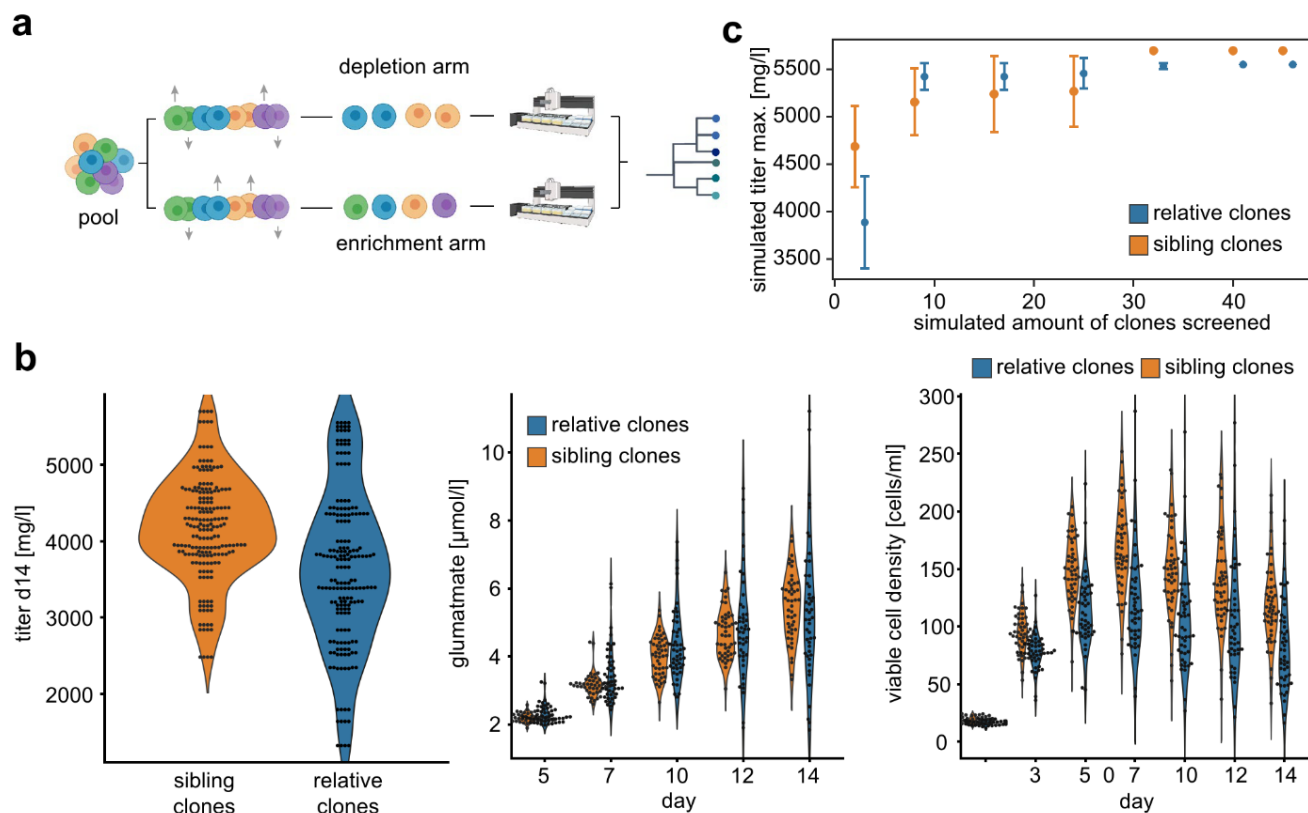 a
depletion arm
pool
enrichment arm
c
simulated titer max. [mg/l]
5500
5000
4500
4000
3500
relative clones
sibling clones
0
10
20
30
40
simulated amount of clones screened
b
titer d14 [mg/l]
5000
4000
3000
2000
sibling
clones
relative
clones
relative clones
sibling clones
glumatmate [µmol/l]
10
8
6
4
2
5
7
10
12
14
day
relative clones
sibling clones
viable cell density [cells/ml]
300
250
200
150
100
50
0
3
5
0
7
10
12
14
day